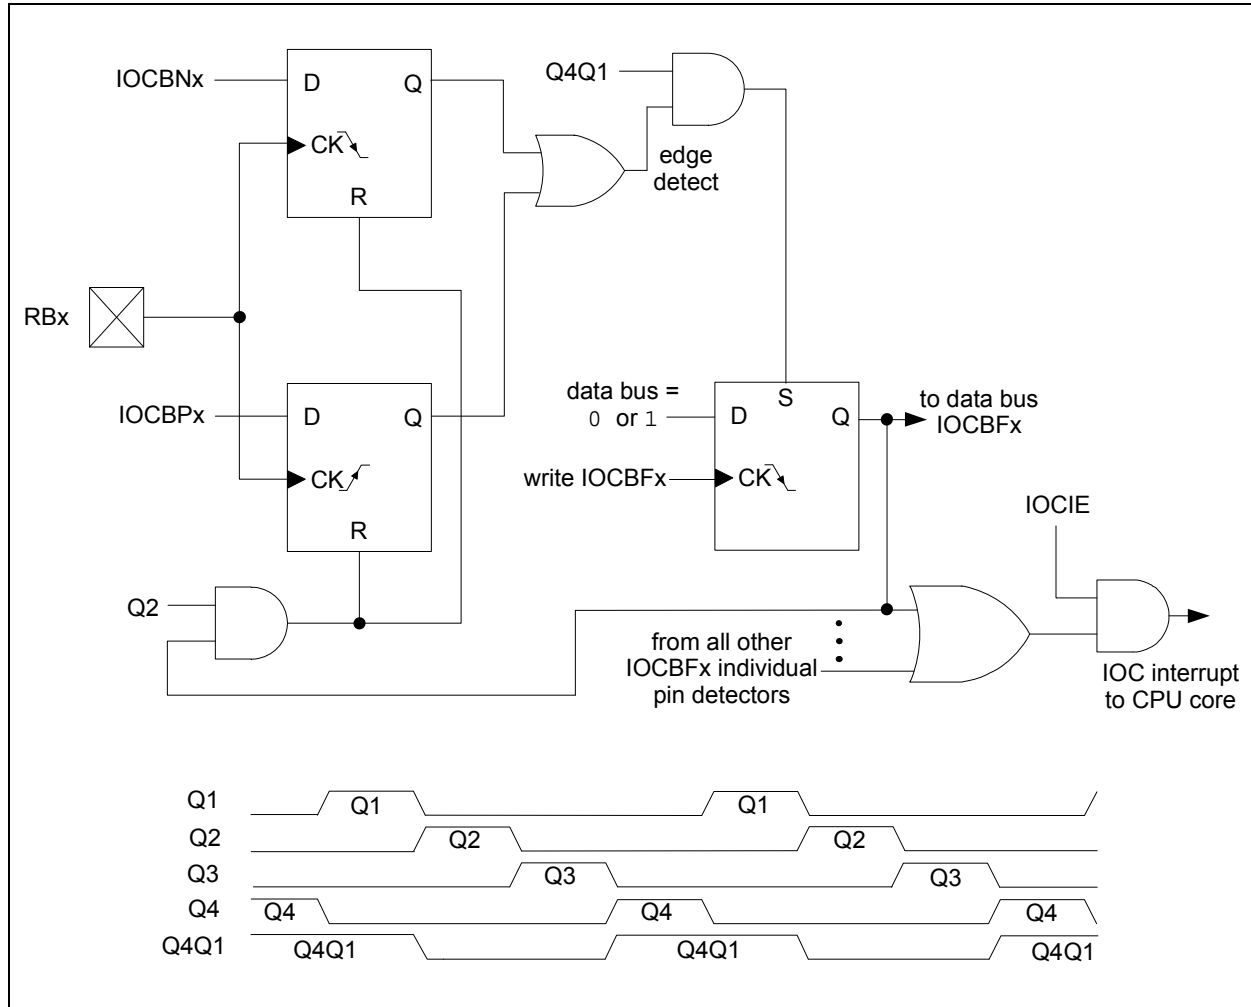 IOCBNx
D
Q
CK
R
Q4Q1
edge
detect
RBx
IOCBPx
D
Q
CK
R
data bus =
0 or 1
S
D
Q
to data bus
IOCBFx
write IOCBFx
CK
IOCIE
Q2
from all other
IOCBFx individual
pin detectors
IOC interrupt
to CPU core
Q1
Q1
Q1
Q2
Q2
Q2
Q3
Q3
Q3
Q4
Q4
Q4
Q4
Q4Q1
Q4Q1
Q4Q1
Q4Q1